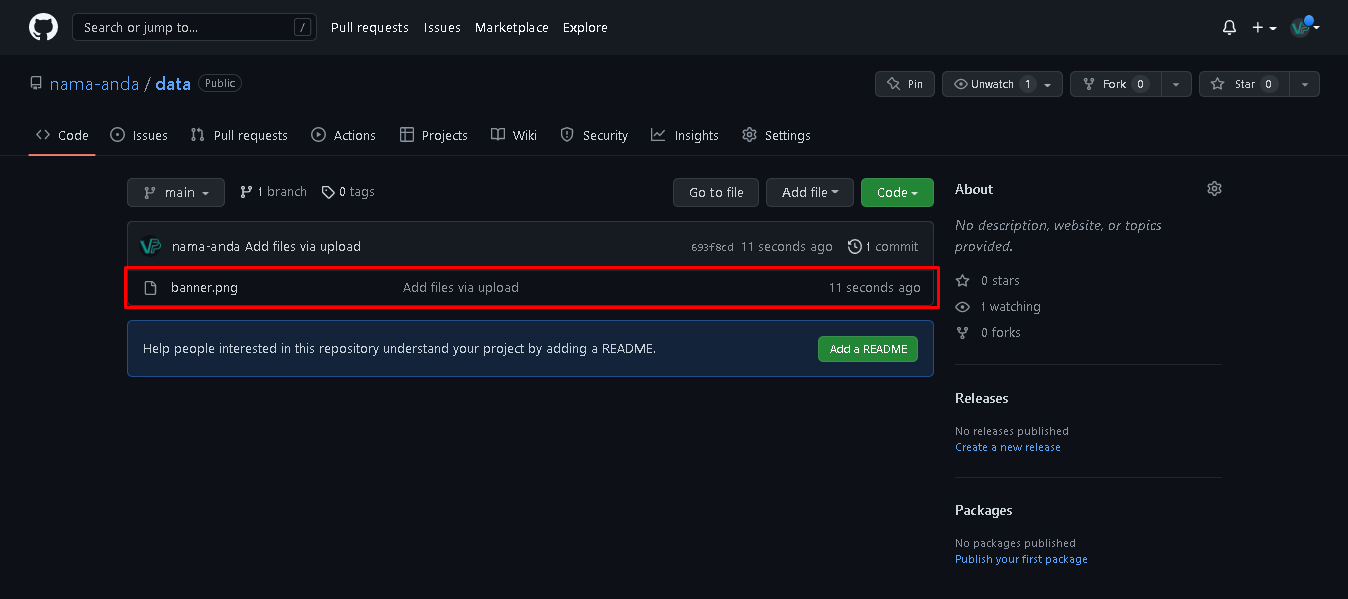 Search or jump to... /
Pull requests Issues Marketplace Explore
nama-anda / data Public
Pin Unwatch 1 Fork 0 Star 0
Code Issues Pull requests Actions Projects Wiki Security Insights Settings
main 1 branch 0 tags Go to file Add file Code
nama-anda Add files via upload 693f8cd 11 seconds ago 1 commit
banner.png Add files via upload 11 seconds ago
Help people interested in this repository understand your project by adding a README. Add a README
About
No description, website, or topics
provided.
0 stars
1 watching
0 forks
Releases
No releases published
Create a new release
Packages
No packages published
Publish your first package